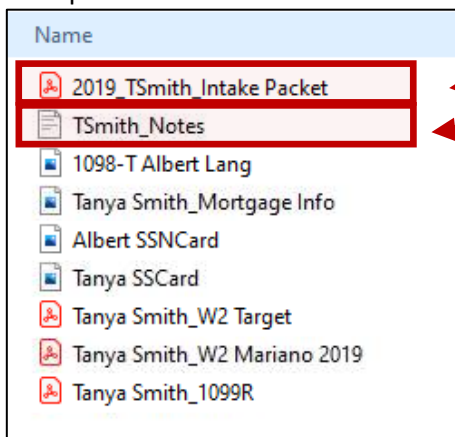 Name
2019_TSmith_Intake Packet
TSmith_Notes
1098-T Albert Lang
Tanya Smith_Mortgage Info
Albert SSNCard
Tanya SSCard
Tanya Smith_W2 Target
Tanya Smith_W2 Mariano 2019
Tanya Smith_1099R